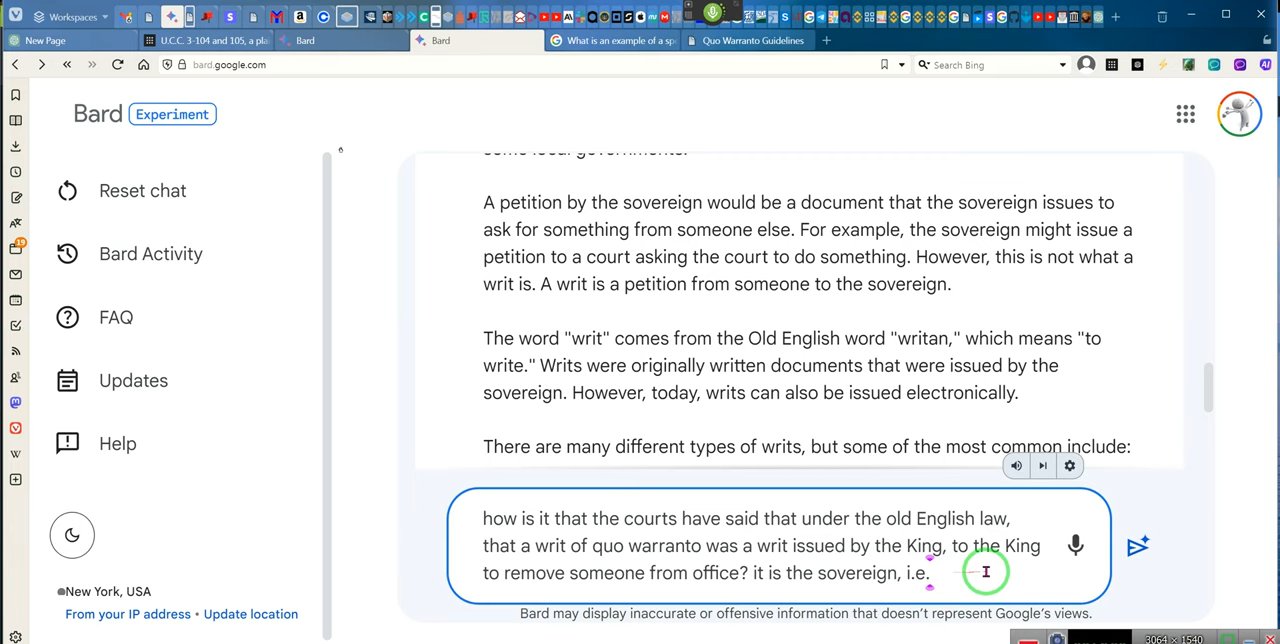 Workspaces
New Page
U.C.C. 3-104 and 105, a pla
Bard
Bard
What is an example of a sp
Quo Warranto Guidelines
bard.google.com
Search Bing
Bard Experiment
19
Reset chat
Bard Activity
FAQ
Updates
Help
New York, USA
From your IP address • Update location
A petition by the sovereign would be a document that the sovereign issues to
ask for something from someone else. For example, the sovereign might issue a
petition to a court asking the court to do something. However, this is not what a
writ is. A writ is a petition from someone to the sovereign.
The word "writ" comes from the Old English word "writan," which means "to
write." Writs were originally written documents that were issued by the
sovereign. However, today, writs can also be issued electronically.
There are many different types of writs, but some of the most common include:
how is it that the courts have said that under the old English law,
that a writ of quo warranto was a writ issued by the King, to the King
to remove someone from office? it is the sovereign, i.e.
Bard may display inaccurate or offensive information that doesn't represent Google's views.
3064 × 1540